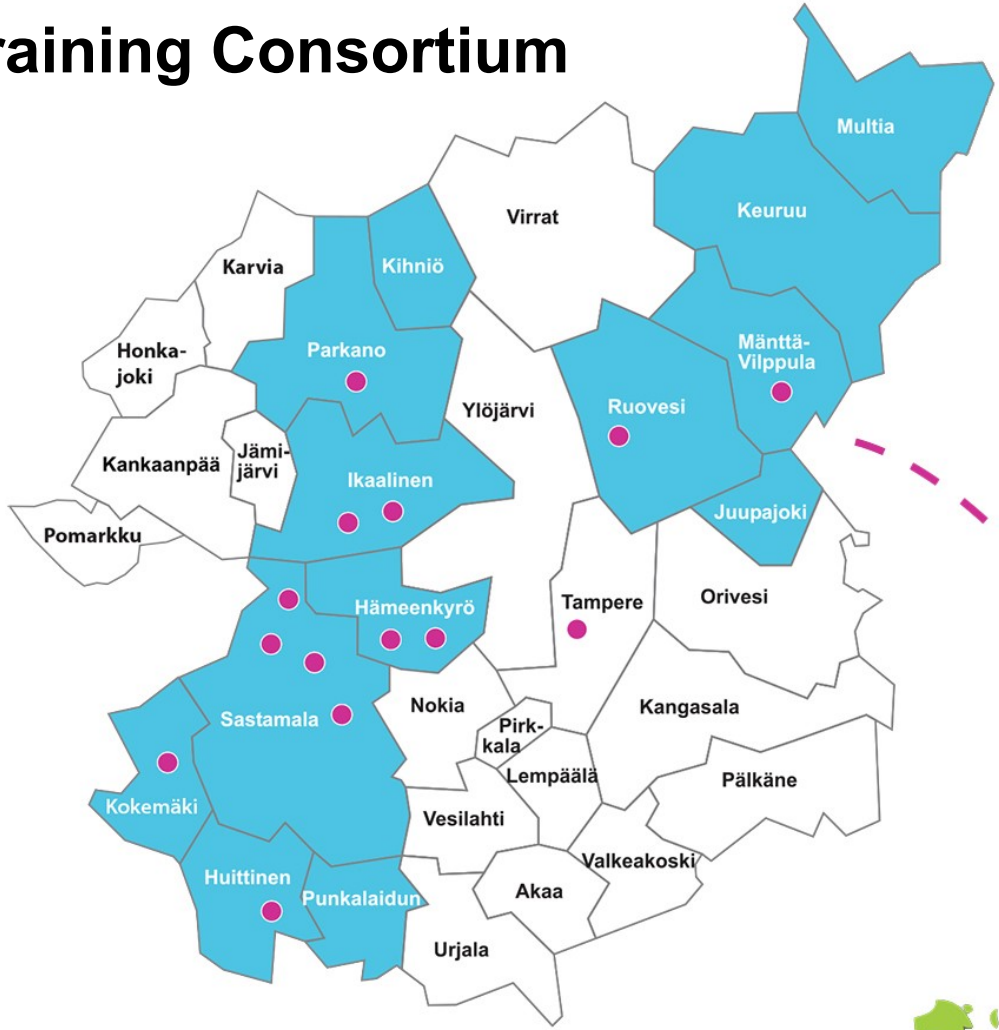 raining Consortium
Multia
Keuruu
Virrat
Kihniö
Karvia
Mänttä-
Vilppula
Parkano
Honka-
joki
Ruovesi
Ylöjärvi
Jämi-
järvi
Kankaanpää
Ikaalinen
Juupajoki
Pomarkku
Orivesi
Tampere
Hämeenkyrö
Nokia
Kangasala
Sastamala
Pirk-
kala
Lempäälä
Pälkäne
Kokemäki
Vesilahti
Valkeakoski
Huittinen
Akaa
Punkalaidun
Urjala